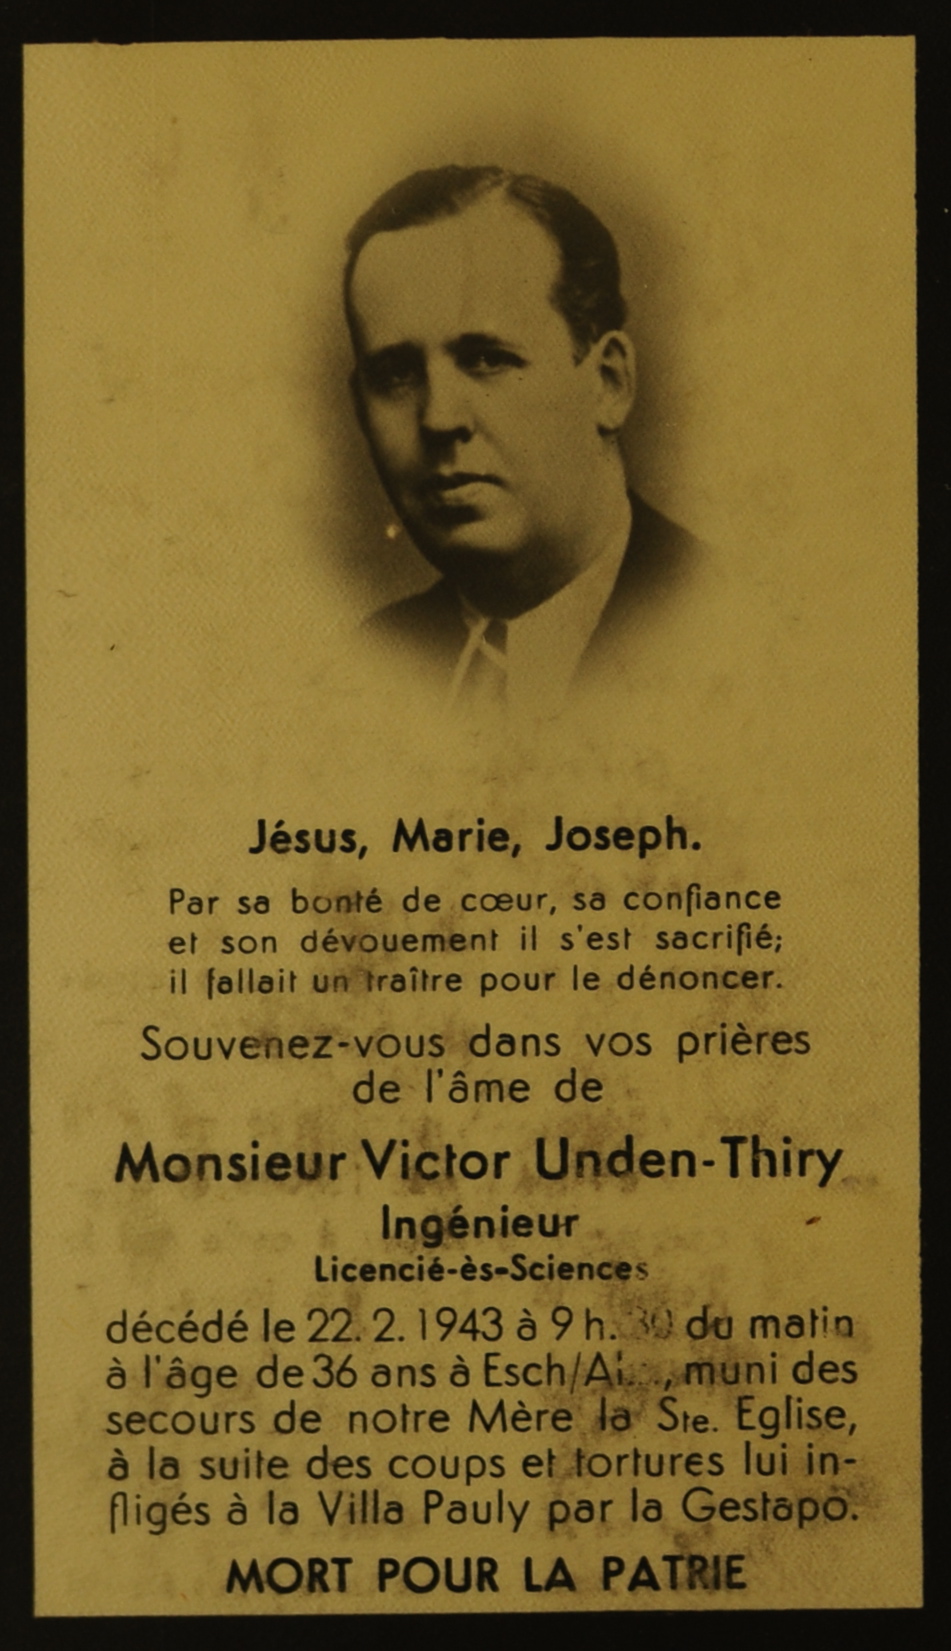 Jésus, Marie, Joseph.
Par sa bonté de cœur, sa confiance
et son dévouement il s'est sacrifié;
il fallait un traître pour le dénoncer.
Souvenez-vous dans vos prières
de l'âme de
Monsieur Victor Unden-Thiry
Ingénieur
Licencié-ès-Sciences
décédé le 22. 2. 1943 à 9 h. 30 du matin
à l'âge de 36 ans à muni des
secours de notre Mère la Ste. Eglise,
à la suite des coups et tortures lui in-
fligés à la Villa Pauly par la Gestapo.
MORT POUR LA PATRIE